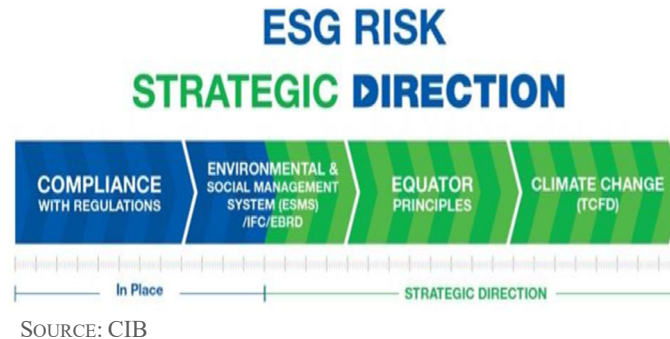 ESG RISK
STRATEGIC DIRECTION
COMPLIANCE
WITH REGULATIONS
ENVIRONMENTAL &
SOCIAL MANAGEMENT
SYSTEM (ESMS)
/IFC/EBRD
EQUATOR
PRINCIPLES
CLIMATE CHANGE
(TCFD)
In Place
STRATEGIC DIRECTION
SOURCE: CIB